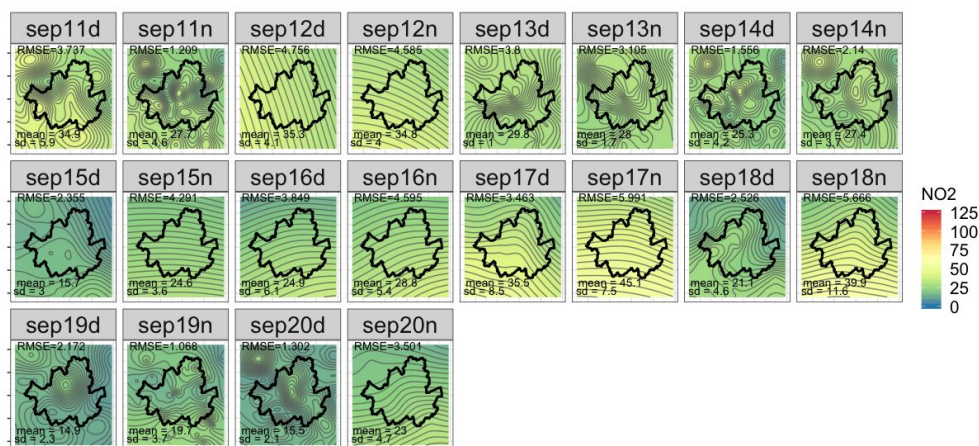 sep11d sep11n sep12d sep12n sep13d sep13n sep14d sep14n
RMSE=3.737 RMSE=1.209 RMSE=4.756 RMSE=4.585 RMSE=3.8 RMSE=3.105 RMSE=1.556 RMSE=2.14
mean = 34.9 mean = 27.7 mean = 35.3 mean = 34.8 mean = 29.8 mean = 28 mean = 25.3 mean = 27.4
sd = 5.9 sd = 4.6 sd = 4.1 sd = 4 sd = 1 sd = 1.7 sd = 4.2 sd = 3.7
sep15d sep15n sep16d sep16n sep17d sep17n sep18d sep18n
RMSE=2.355 RMSE=4.291 RMSE=3.849 RMSE=4.595 RMSE=3.463 RMSE=5.991 RMSE=2.526 RMSE=5.666
mean = 15.7 mean = 24.6 mean = 24.9 mean = 28.8 mean = 35.5 mean = 45.1 mean = 21.1 mean = 39.9
sd = 3 sd = 3.6 sd = 6.1 sd = 5.4 sd = 8.5 sd = 7.5 sd = 4.6 sd = 11.6
NO2
125
100
75
50
25
0
sep19d sep19n sep20d sep20n
RMSE=2.172 RMSE=1.068 RMSE=1.302 RMSE=3.501
mean = 14.9 mean = 19.7 mean = 15.5 mean = 23
sd = 2.3 sd = 3.7 sd = 2.1 sd = 4.7